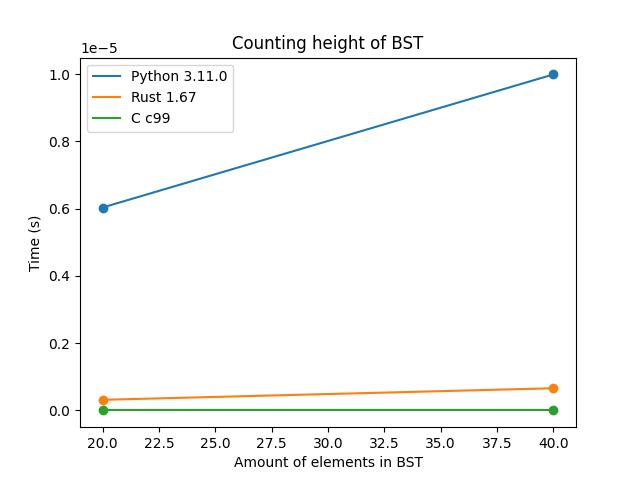 Counting height of BST
1e−5
Python 3.11.0
Rust 1.67
C c99
1.0
0.8
0.6
0.4
0.2
0.0
Time (s)
20.0 22.5 25.0 27.5 30.0 32.5 35.0 37.5 40.0
Amount of elements in BST